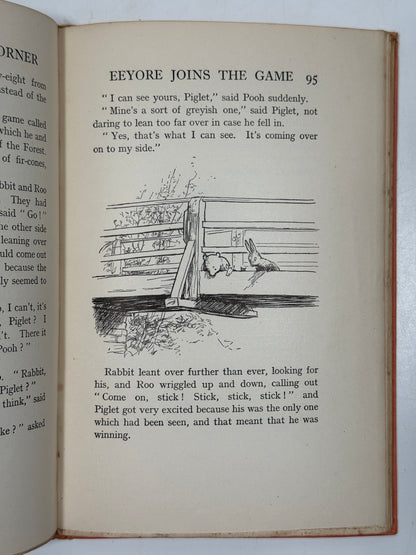 ORNER
-eight from
stead of the
game called
which he and
of the Forest.
of fir-cones,
bbit and Roo
They had
said "Go!"
e other side
leaning over
uld come out
because the
ly seemed to
, I can't, it's
, Piglet? I
't. There it
Pooh?"
. "Rabbit,
Piglet?"
think," said
ke?" asked
EEYORE JOINS THE GAME 95
"I can see yours, Piglet," said Pooh suddenly.
"Mine's a sort of greyish one," said Piglet, not
daring to lean too far over in case he fell in.
"Yes, that's what I can see. It's coming over
on to my side."
Rabbit leant over further than ever, looking for
his, and Roo wriggled up and down, calling out
"Come on, stick! Stick, stick, stick!" and
Piglet got very excited because his was the only
one which had been seen, and that meant that he was
winning.